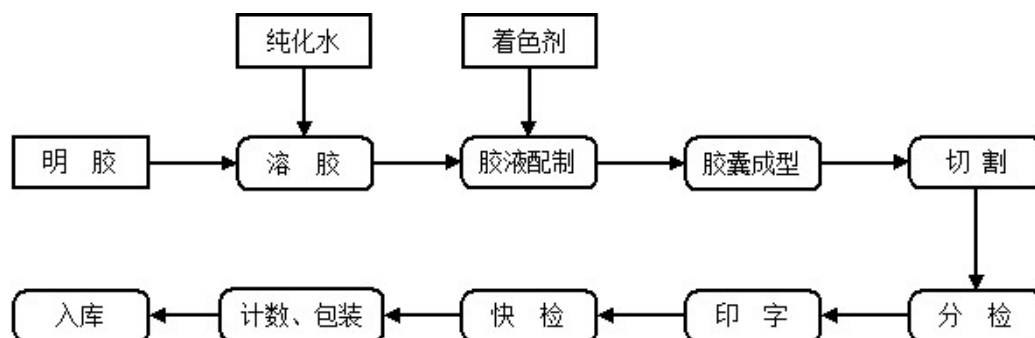 纯化水
着色剂
明 胶
溶 胶
胶液配制
胶囊成型
切 割
入库
计数、包装
快 检
印 字
分 检